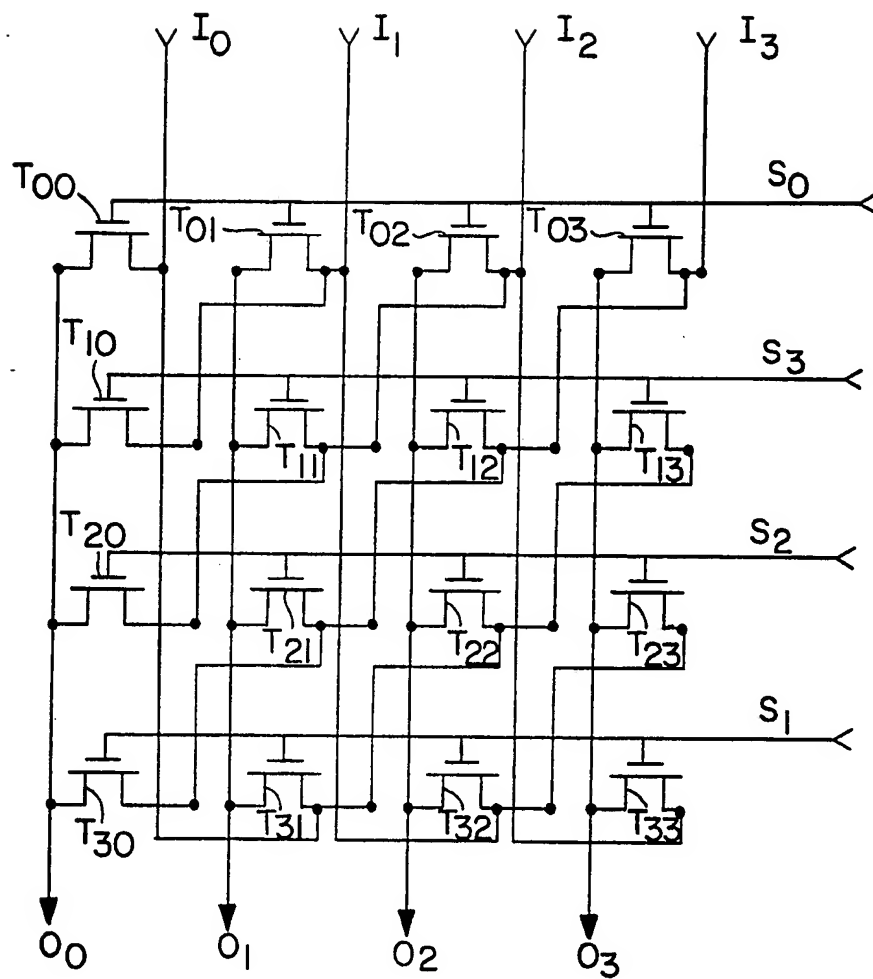 I0 I1 I2 I3
T00 S0
T01 T02 T03
T10 S3
T11 T12 T13
T20 S2
T21 T22 T23
S1
T30 T31 T32 T33
O0 O1 O2 O3